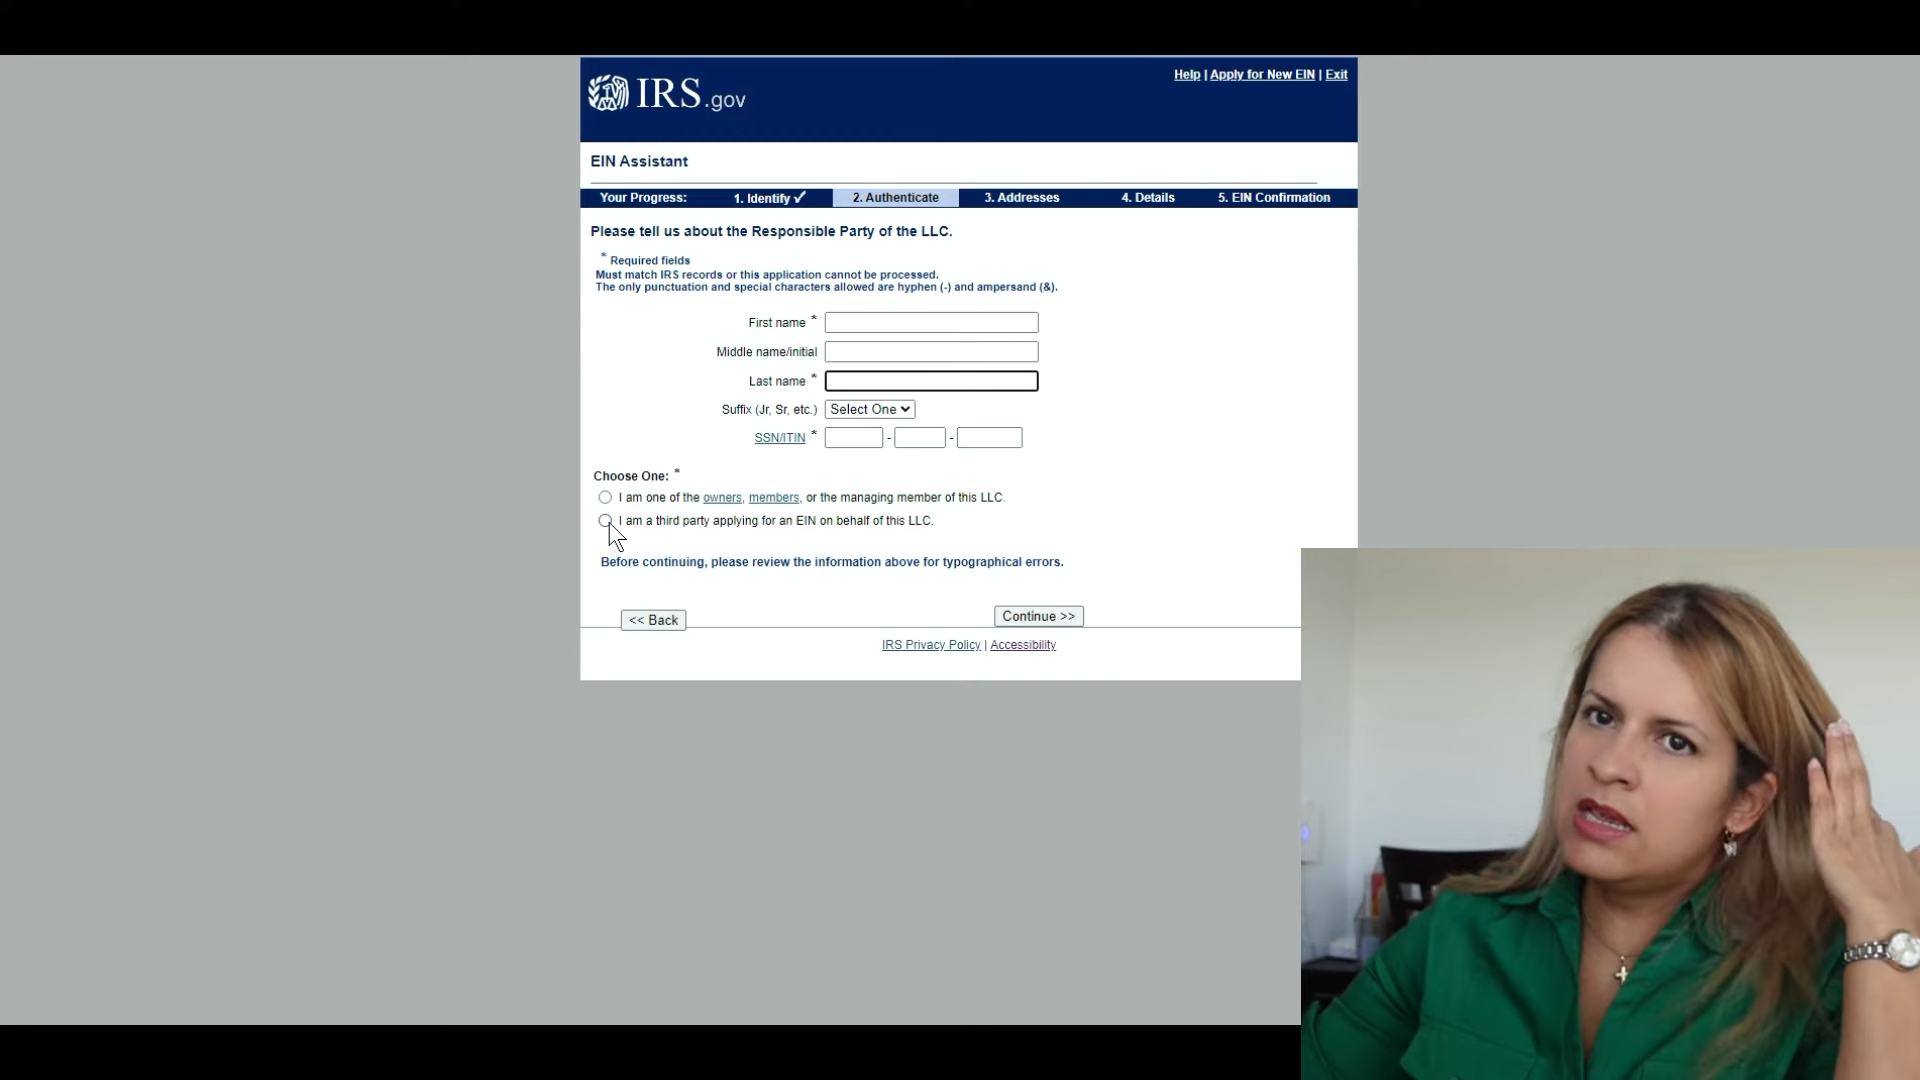 IRS.gov
Help | Apply for New EIN | Exit
EIN Assistant
Your Progress: 1. Identify ✓ 2. Authenticate 3. Addresses 4. Details 5. EIN Confirmation
Please tell us about the Responsible Party of the LLC.
* Required fields
Must match IRS records or this application cannot be processed.
The only punctuation and special characters allowed are hyphen (-) and ampersand (&).
First name *
Middle name/initial
Last name *
Suffix (Jr, Sr, etc.) Select One
SSN/ITIN * - -
Choose One: *
I am one of the owners, members, or the managing member of this LLC.
I am a third party applying for an EIN on behalf of this LLC.
Before continuing, please review the information above for typographical errors.
<< Back
Continue >>
IRS Privacy Policy | Accessibility